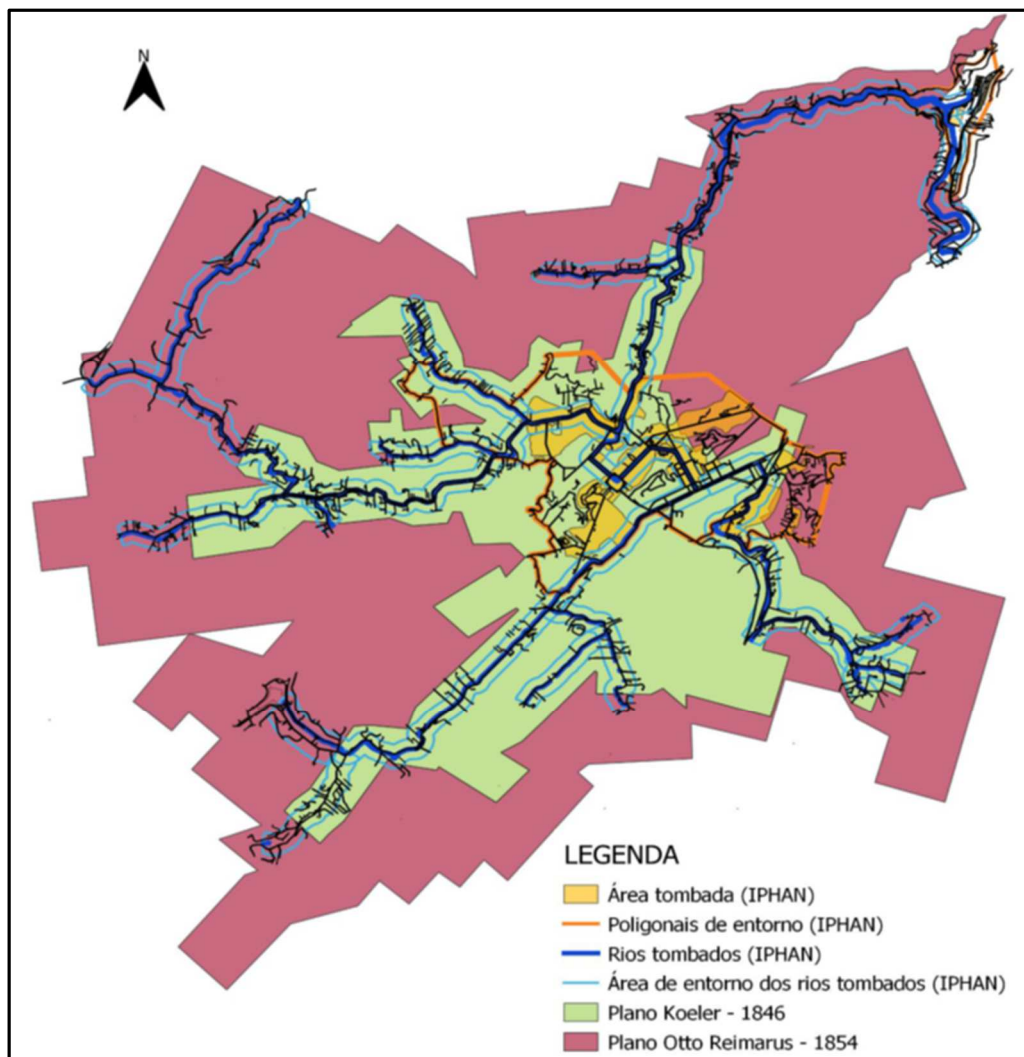 N
LEGENDA
Área tombada (IPHAN)
Poligonais de entorno (IPHAN)
Rios tombados (IPHAN)
Área de entorno dos rios tombados (IPHAN)
Plano Koeler - 1846
Plano Otto Reimarus - 1854